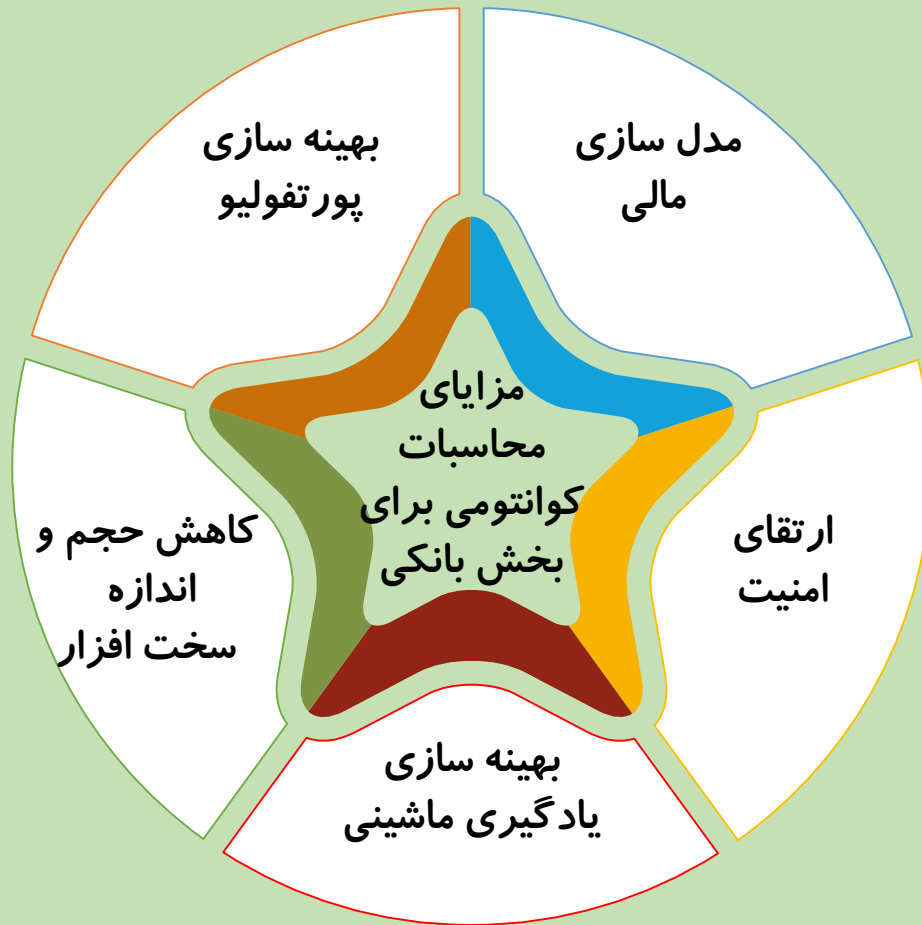 مزایای
محاسبات
کوانتومی برای
بخش بانکی
مدل سازی
مالی
ارتقای
امنیت
بهینه سازی
یادگیری ماشینی
کاهش حجم و
اندازه
سخت افزار
بهینه سازی
پورتفولیو